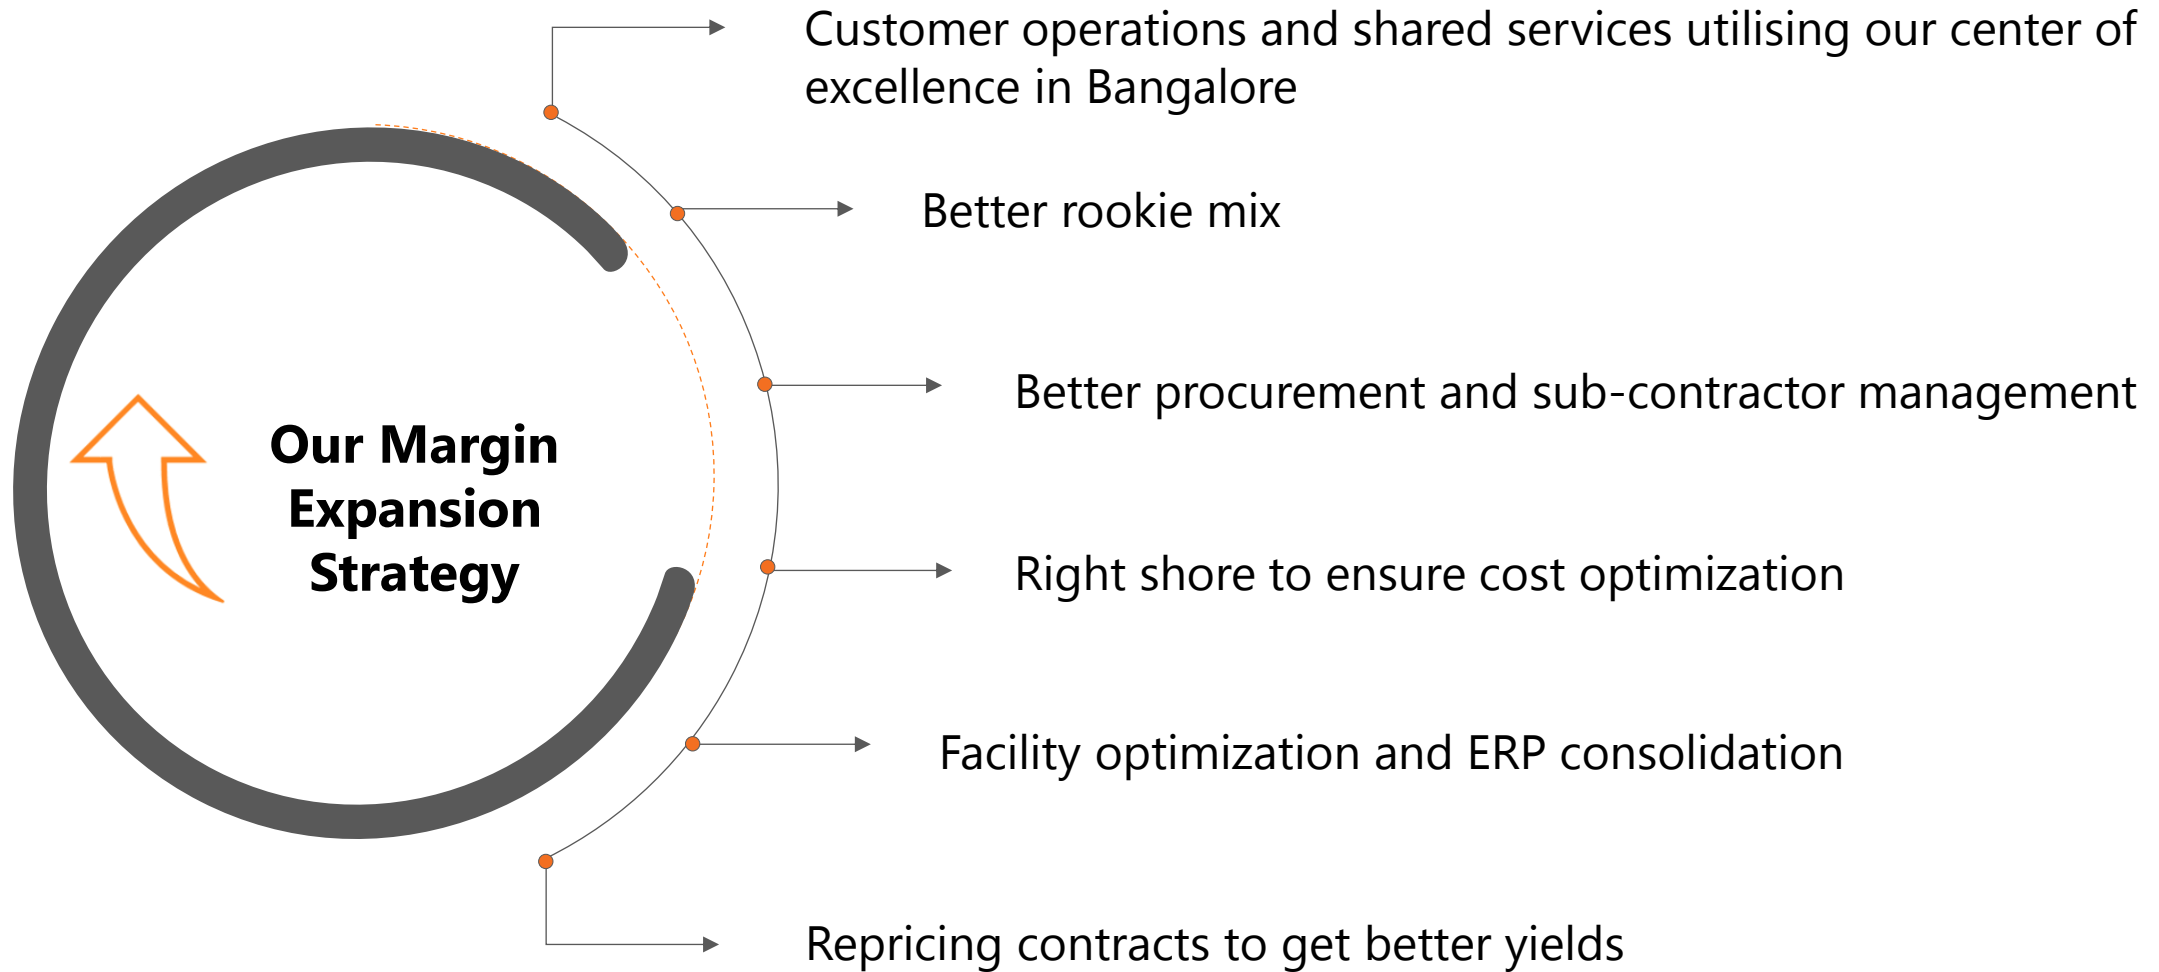 Customer operations and shared services utilising our center of
excellence in Bangalore
Better rookie mix
Better procurement and sub-contractor management
Our Margin
Expansion
Strategy
Right shore to ensure cost optimization
Facility optimization and ERP consolidation
Repricing contracts to get better yields